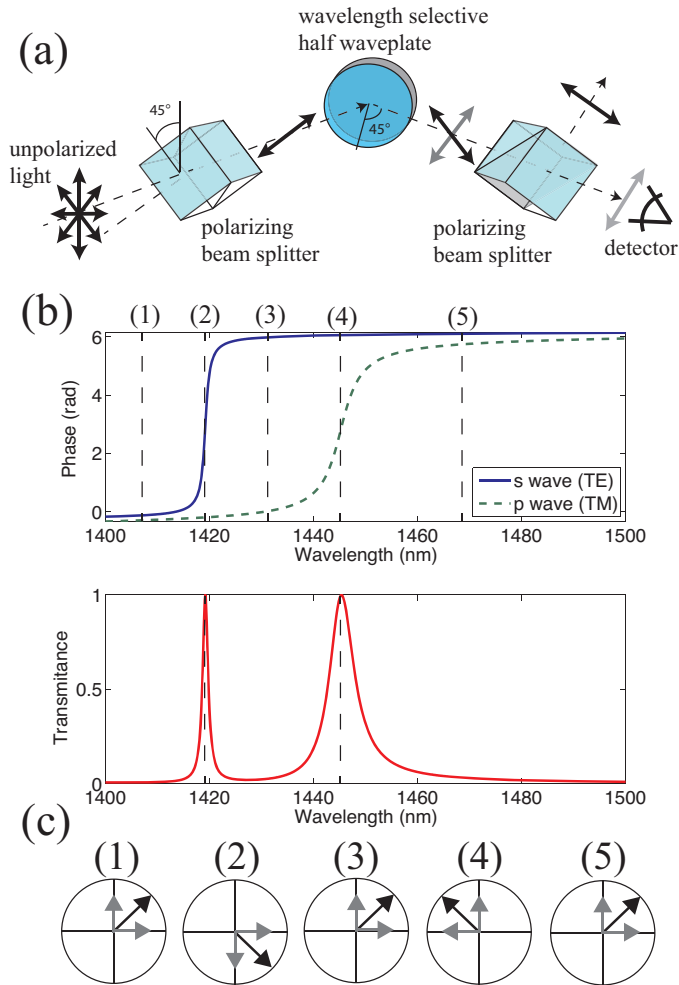 (a)
wavelength selective
half waveplate
45°
45°
unpolarized
light
polarizing
beam splitter
polarizing
beam splitter
detector
(b)
(1) (2) (3) (4) (5)
6
4
2
0
Phase (rad)
s wave (TE)
p wave (TM)
1400 1420 1440 1460 1480 1500
Wavelength (nm)
1
0.5
0
Transmitance
1400 1420 1440 1460 1480 1500
Wavelength (nm)
(c)
(1) (2) (3) (4) (5)